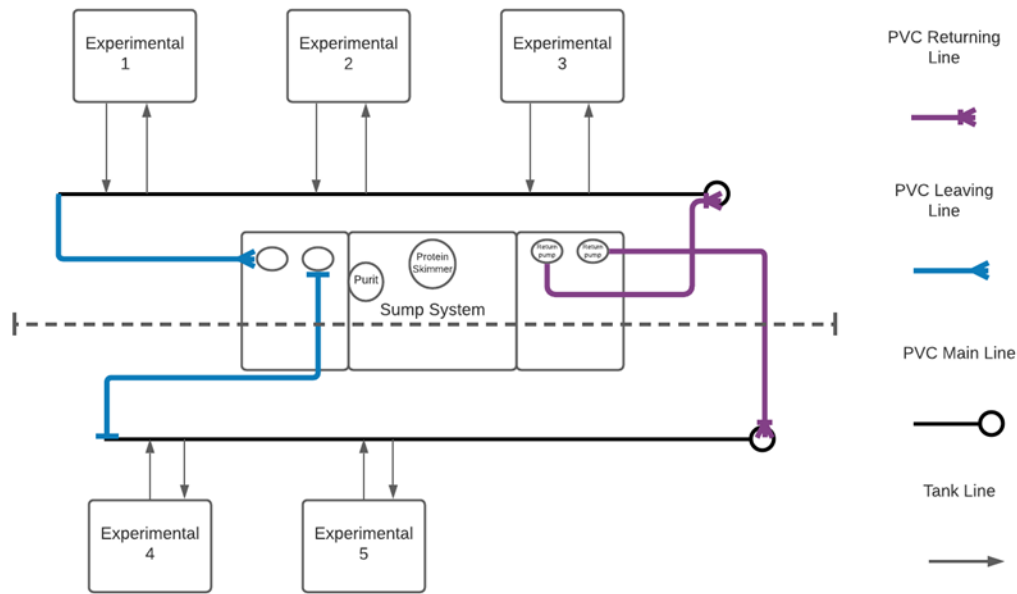 Experimental
1
Experimental
2
Experimental
3
PVC Returning
Line
PVC Leaving
Line
Return
pump
Return
pump
Protein
Skimmer
Purit
Sump System
PVC Main Line
Tank Line
Experimental
4
Experimental
5